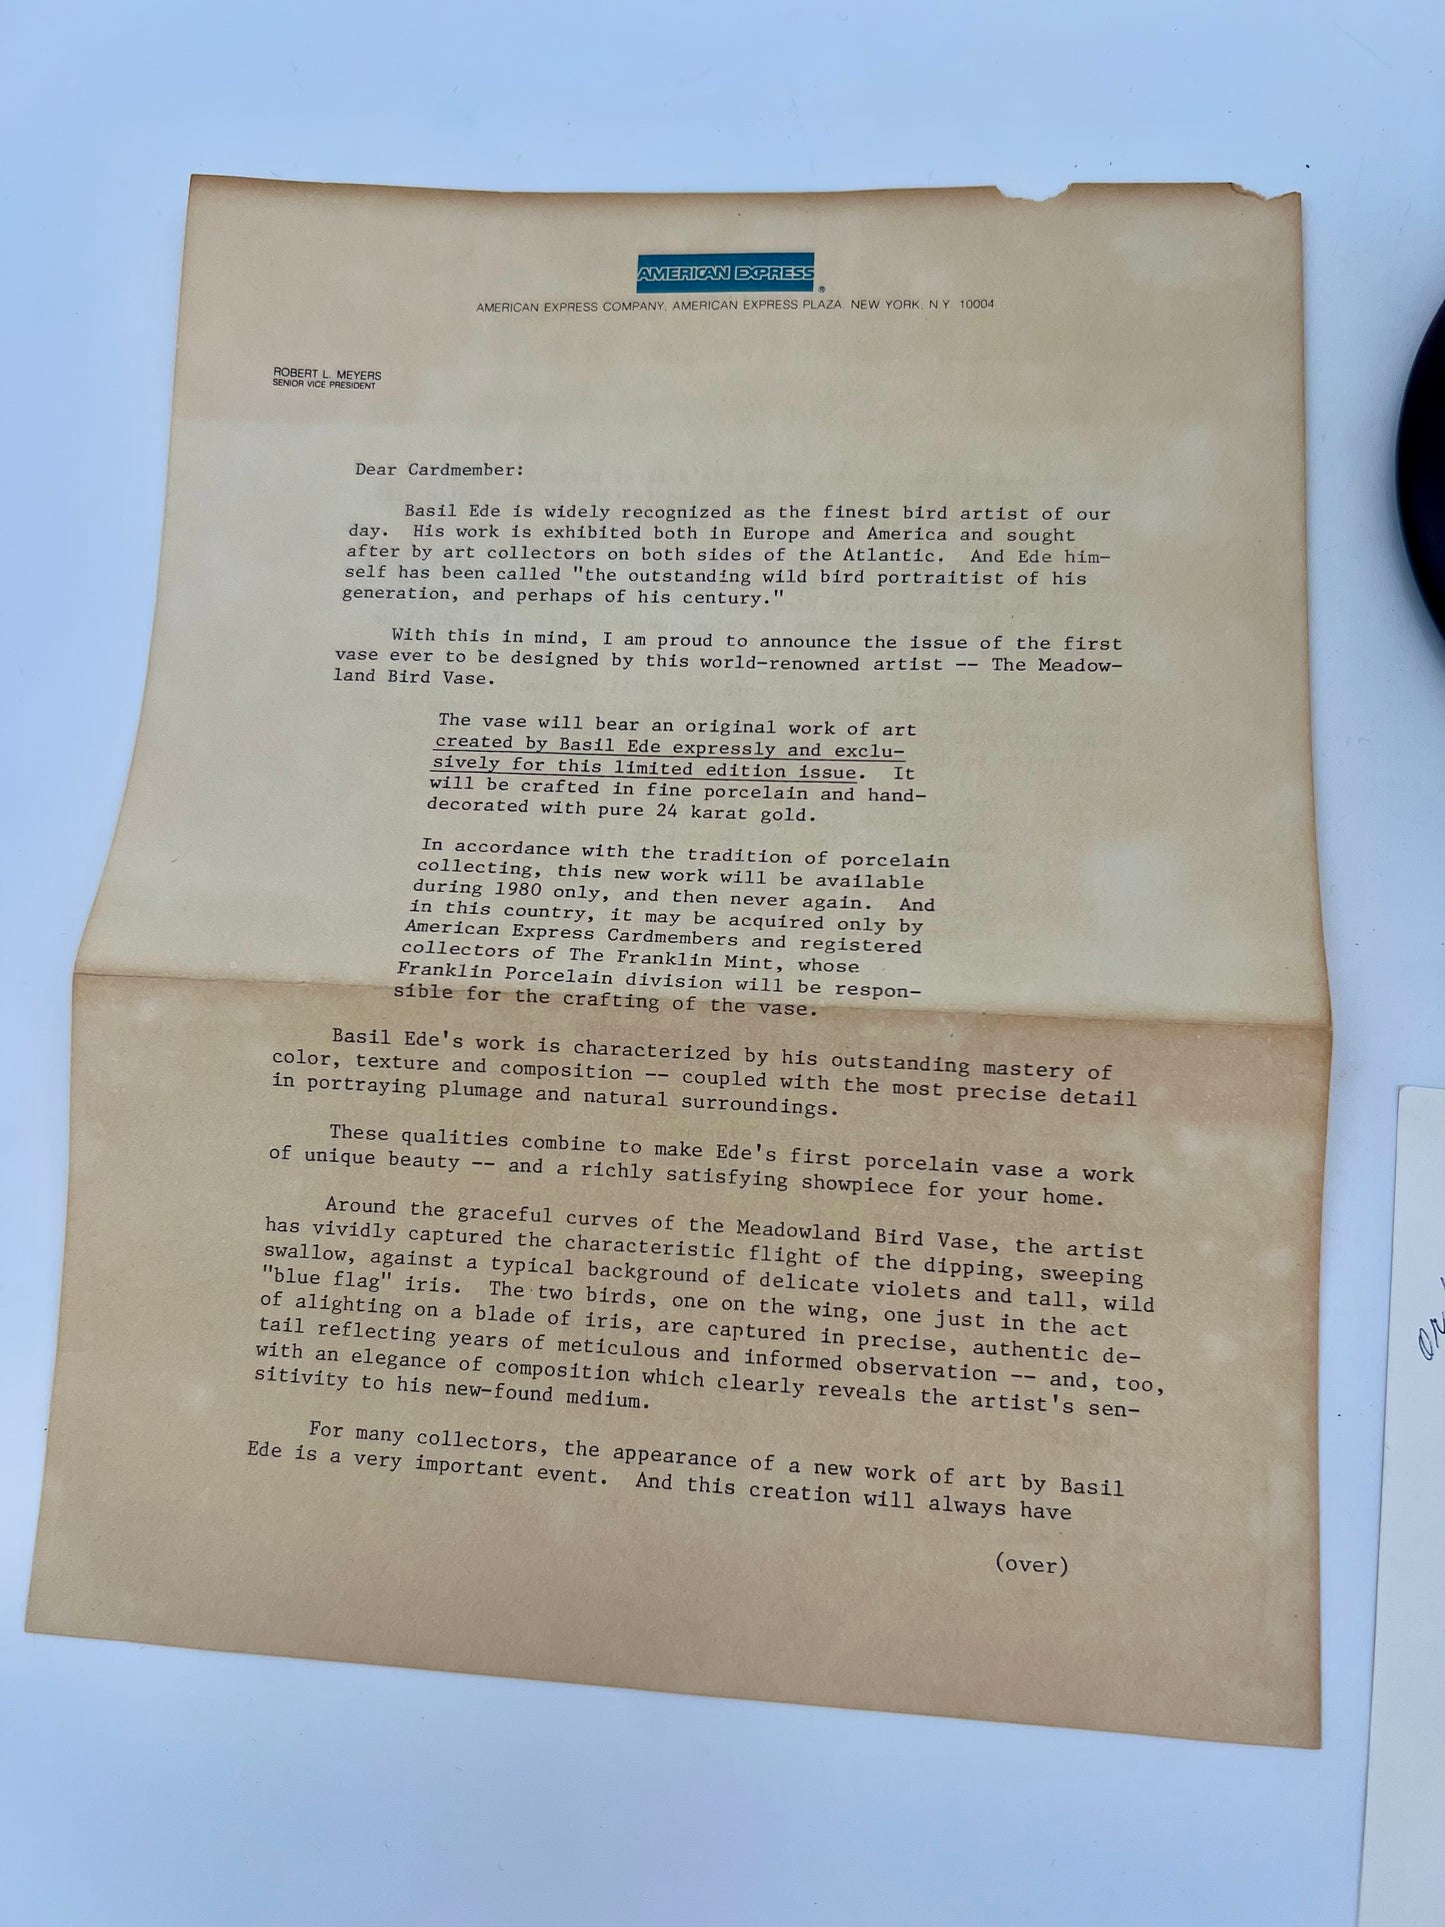 AMERICAN EXPRESS
®
AMERICAN EXPRESS COMPANY, AMERICAN EXPRESS PLAZA, NEW YORK, N.Y. 10004
ROBERT L. MEYERS
SENIOR VICE PRESIDENT
Dear Cardmember:
Basil Ede is widely recognized as the finest bird artist of our
day. His work is exhibited both in Europe and America and sought
after by art collectors on both sides of the Atlantic. And Ede him-
self has been called "the outstanding wild bird portraitist of his
generation, and perhaps of his century."
With this in mind, I am proud to announce the issue of the first
vase ever to be designed by this world-renowned artist -- The Meadow-
land Bird Vase.
The vase will bear an original work of art
created by Basil Ede expressly and exclu-
sively for this limited edition issue. It
will be crafted in fine porcelain and hand-
decorated with pure 24 karat gold.
In accordance with the tradition of porcelain
collecting, this new work will be available
during 1980 only, and then never again. And
in this country, it may be acquired only by
American Express Cardmembers and registered
collectors of The Franklin Mint, whose
Franklin Porcelain division will be respon-
sible for the crafting of the vase.
Basil Ede's work is characterized by his outstanding mastery of
color, texture and composition -- coupled with the most precise detail
in portraying plumage and natural surroundings.
These qualities combine to make Ede's first porcelain vase a work
of unique beauty -- and a richly satisfying showpiece for your home.
Around the graceful curves of the Meadowland Bird Vase, the artist
has vividly captured the characteristic flight of the dipping, sweeping
swallow, against a typical background of delicate violets and tall, wild
"blue flag" iris. The two birds, one on the wing, one just in the act
of alighting on a blade of iris, are captured in precise, authentic de-
tail reflecting years of meticulous and informed observation -- and, too,
with an elegance of composition which clearly reveals the artist's sen-
sitivity to his new-found medium.
For many collectors, the appearance of a new work of art by Basil
Ede is a very important event. And this creation will always have
(over)